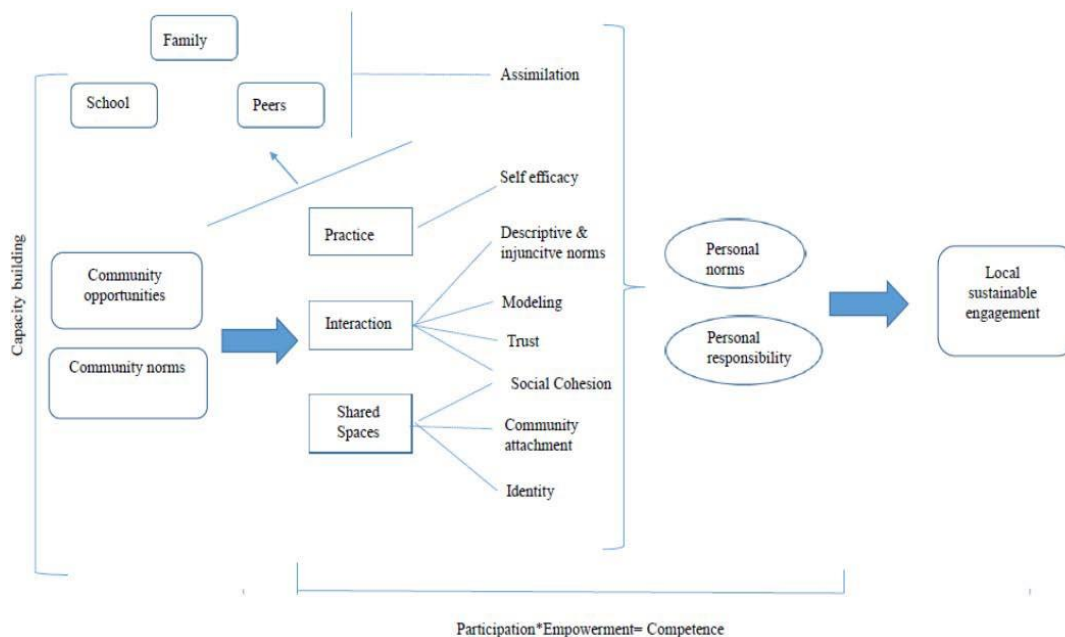 Family
School
Peers
Assimilation
Capacity building
Self efficacy
Practice
Descriptive &
injuncitve norms
Community
opportunities
Modeling
Interaction
Trust
Community norms
Social Cohesion
Shared
Spaces
Community
attachment
Identity
Personal
norms
Personal
responsibility
Local
sustainable
engagement
Participation*Empowerment= Competence